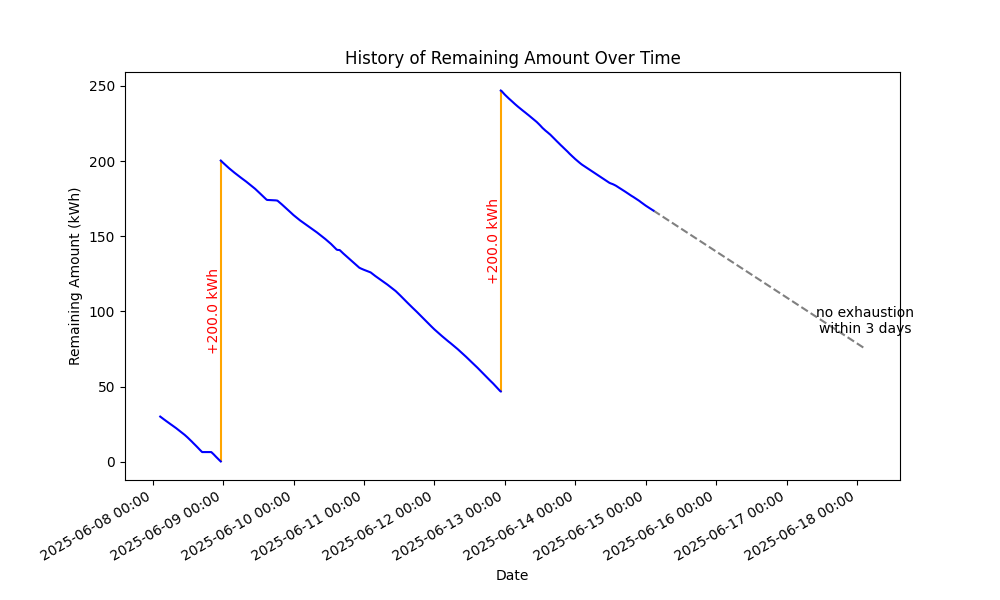 History of Remaining Amount Over Time
Remaining Amount (kWh)
250
200
150
100
50
0
+200.0 kWh
+200.0 kWh
no exhaustion
within 3 days
2025-06-08 00:00
2025-06-09 00:00
2025-06-10 00:00
2025-06-11 00:00
2025-06-12 00:00
2025-06-13 00:00
2025-06-14 00:00
2025-06-15 00:00
2025-06-16 00:00
2025-06-17 00:00
2025-06-18 00:00
Date